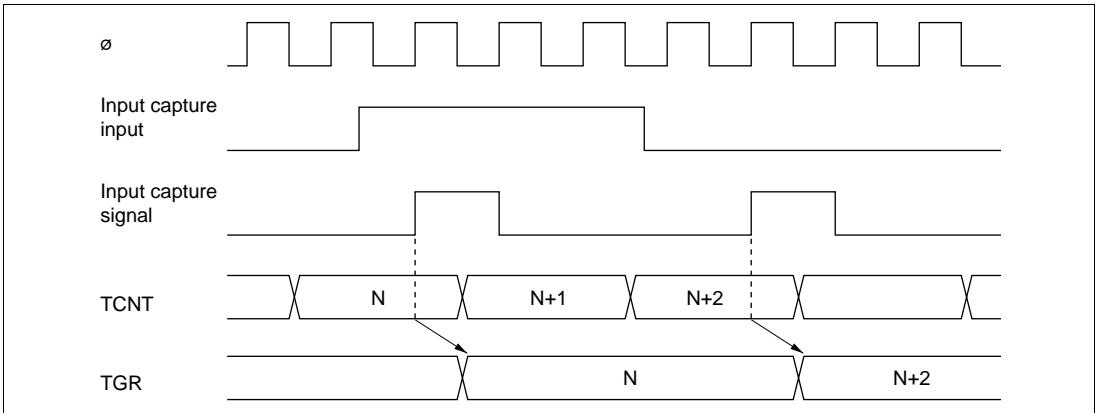 ø
Input capture
input
Input capture
signal
TCNT
N
N+1
N+2
TGR
N
N+2